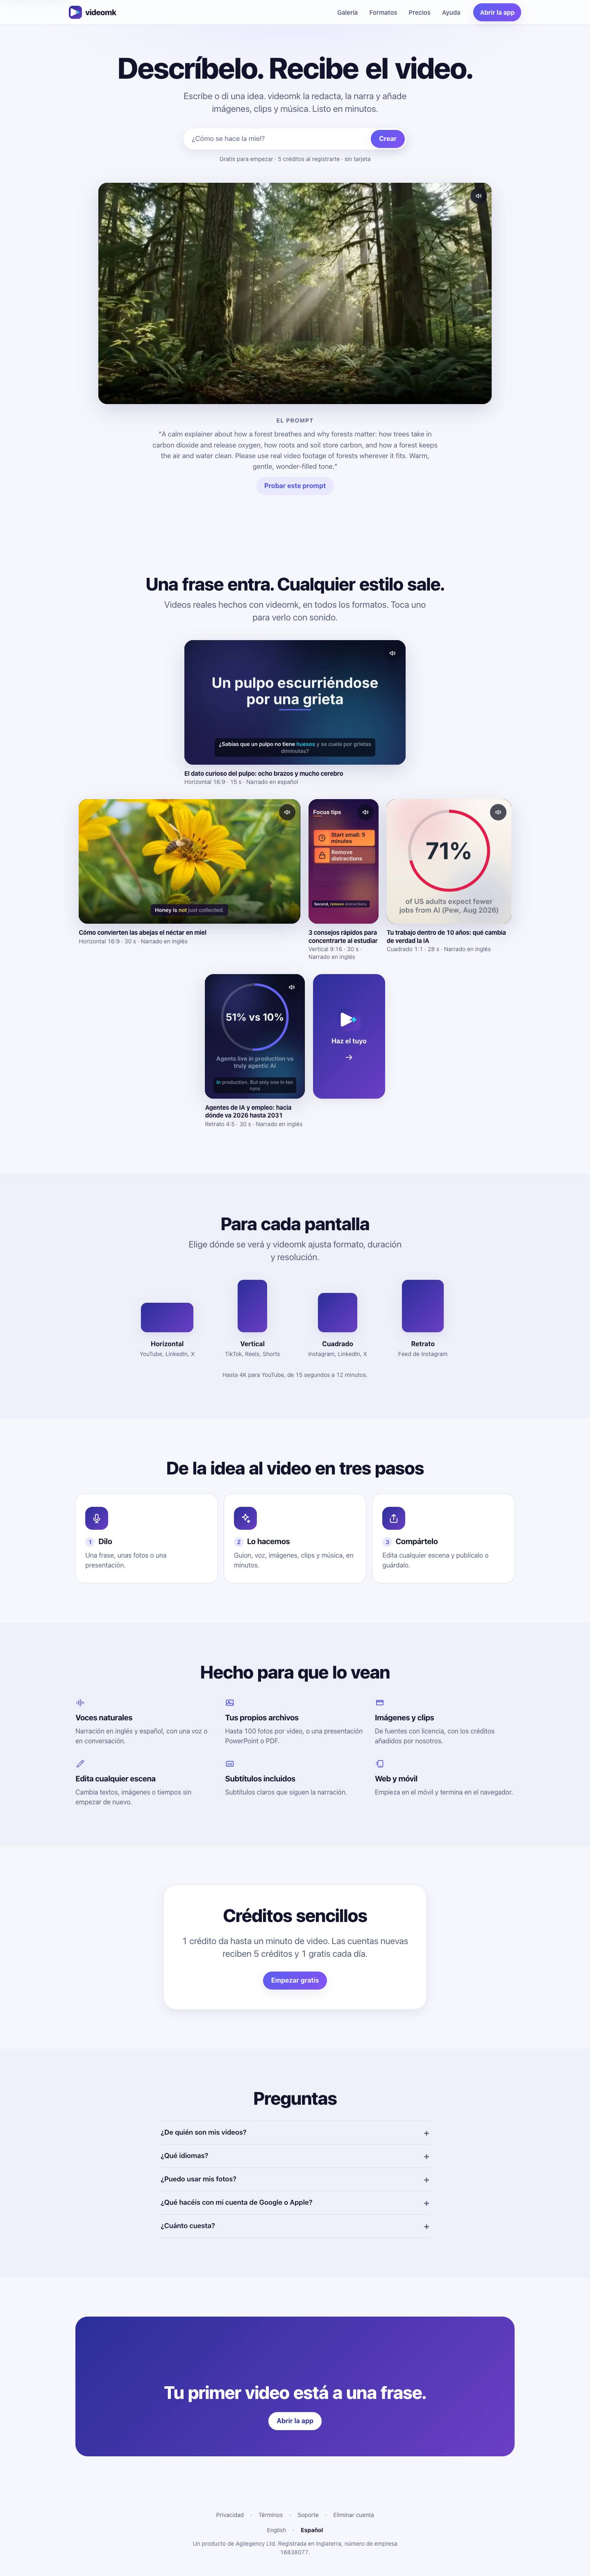 videomk
Galería
Formatos
Precios
Ayuda
Abrir la app
Descríbelo. Recibe el video.
Escribe o di una idea. videomk la redacta, la narra y añade
imágenes, clips y música. Listo en minutos.
¿Cómo se hace la miel?
Crear
Gratis para empezar · 5 créditos al registrarte · sin tarjeta
EL PROMPT
"A calm explainer about how a forest breathes and why forests matter: how trees take in
carbon dioxide and release oxygen, how roots and soil store carbon, and how a forest keeps
the air and water clean. Please use real video footage of forests wherever it fits. Warm,
gentle, wonder-filled tone."
Probar este prompt
Una frase entra. Cualquier estilo sale.
Videos reales hechos con videomk, en todos los formatos. Toca uno
para verlo con sonido.
Un pulpo escurriéndose
por una grieta
¿Sabías que un pulpo no tiene huesos y se cuela por grietas
diminutas?
El dato curioso del pulpo: ocho brazos y mucho cerebro
Horizontal 16:9 · 15 s · Narrado en español
Honey is not just collected.
Cómo convierten las abejas el néctar en miel
Horizontal 16:9 · 30 s · Narrado en inglés
Focus tips
Start small: 5
minutes
Remove
distractions
Second, remove distractions.
3 consejos rápidos para
concentrarte al estudiar
Vertical 9:16 · 30 s ·
Narrado en inglés
71%
of US adults expect fewer
jobs from AI (Pew, Aug 2026)
Tu trabajo dentro de 10 años: qué cambia
de verdad la IA
Cuadrado 1:1 · 28 s · Narrado en inglés
51% vs 10%
Agents live in production vs
truly agentic AI
in production. But only one in ten
runs
Agentes de IA y empleo: hacia
dónde va 2026 hasta 2031
Retrato 4:5 · 30 s · Narrado en inglés
Haz el tuyo
→
Para cada pantalla
Elige dónde se verá y videomk ajusta formato, duración
y resolución.
Horizontal
YouTube, LinkedIn, X
Vertical
TikTok, Reels, Shorts
Cuadrado
Instagram, LinkedIn, X
Retrato
Feed de Instagram
Hasta 4K para YouTube, de 15 segundos a 12 minutos.
De la idea al video en tres pasos
1 Dilo
Una frase, unas fotos o una
presentación.
2 Lo hacemos
Guion, voz, imágenes, clips y música, en
minutos.
3 Compártelo
Edita cualquier escena y publícalo o
guárdalo.
Hecho para que lo vean
Voces naturales
Narración en inglés y español, con una voz o
en conversación.
Tus propios archivos
Hasta 100 fotos por video, o una presentación
PowerPoint o PDF.
Imágenes y clips
De fuentes con licencia, con los créditos
añadidos por nosotros.
Edita cualquier escena
Cambia textos, imágenes o tiempos sin
empezar de nuevo.
Subtítulos incluidos
Subtítulos claros que siguen la narración.
Web y móvil
Empieza en el móvil y termina en el navegador.
Créditos sencillos
1 crédito da hasta un minuto de video. Las cuentas nuevas
reciben 5 créditos y 1 gratis cada día.
Empezar gratis
Preguntas
¿De quién son mis videos? +
¿Qué idiomas? +
¿Puedo usar mis fotos? +
¿Qué hacéis con mi cuenta de Google o Apple? +
¿Cuánto cuesta? +
Tu primer video está a una frase.
Abrir la app
Privacidad · Términos · Soporte · Eliminar cuenta
English · Español
Un producto de Agilegency Ltd. Registrada en Inglaterra, número de empresa
16838077.